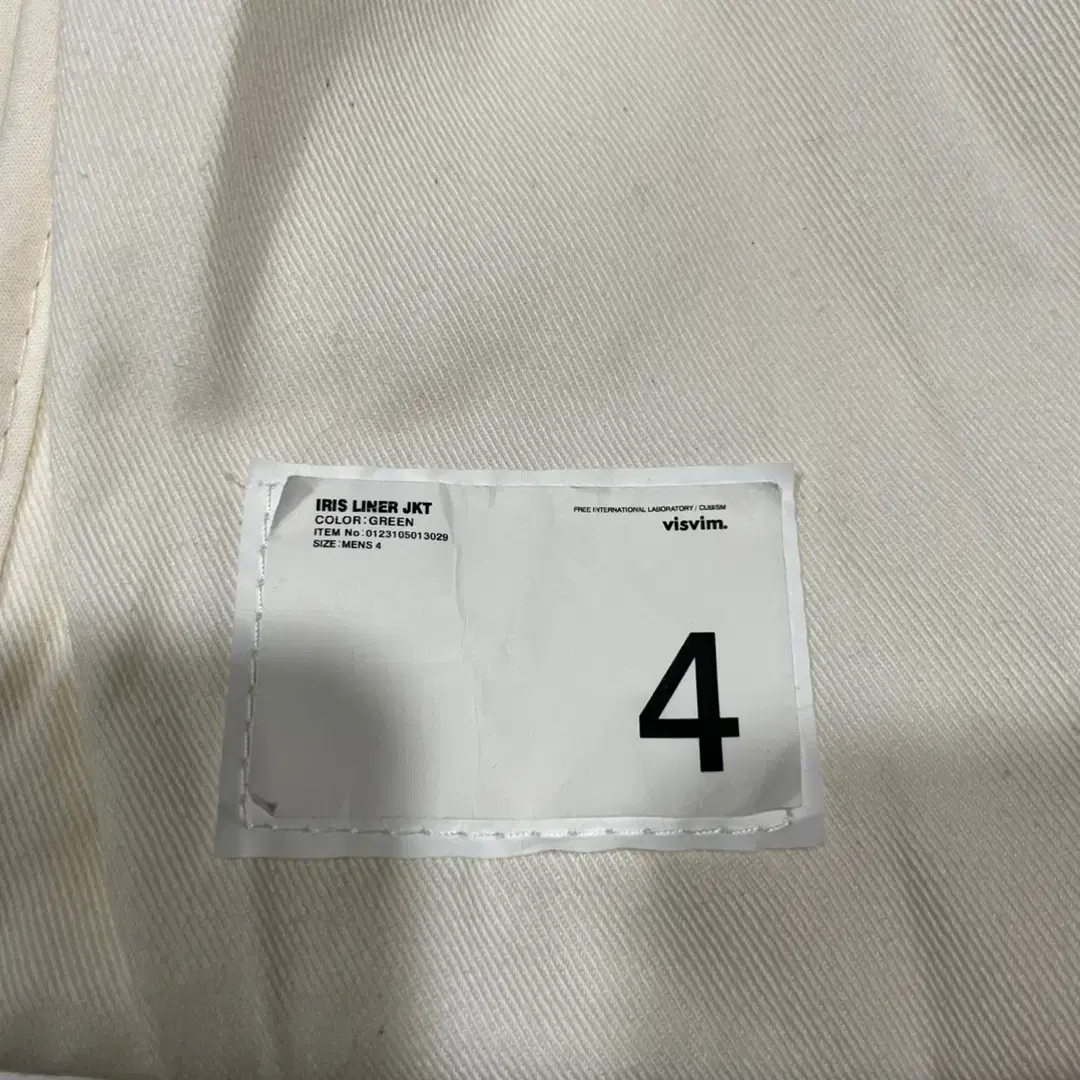 IRIS LINER JKT
COLOR:GREEN
ITEM No:0123105013029
SIZE:MENS 4
FREE INTERNATIONAL LABORATORY / CUBISM
visvim.
4